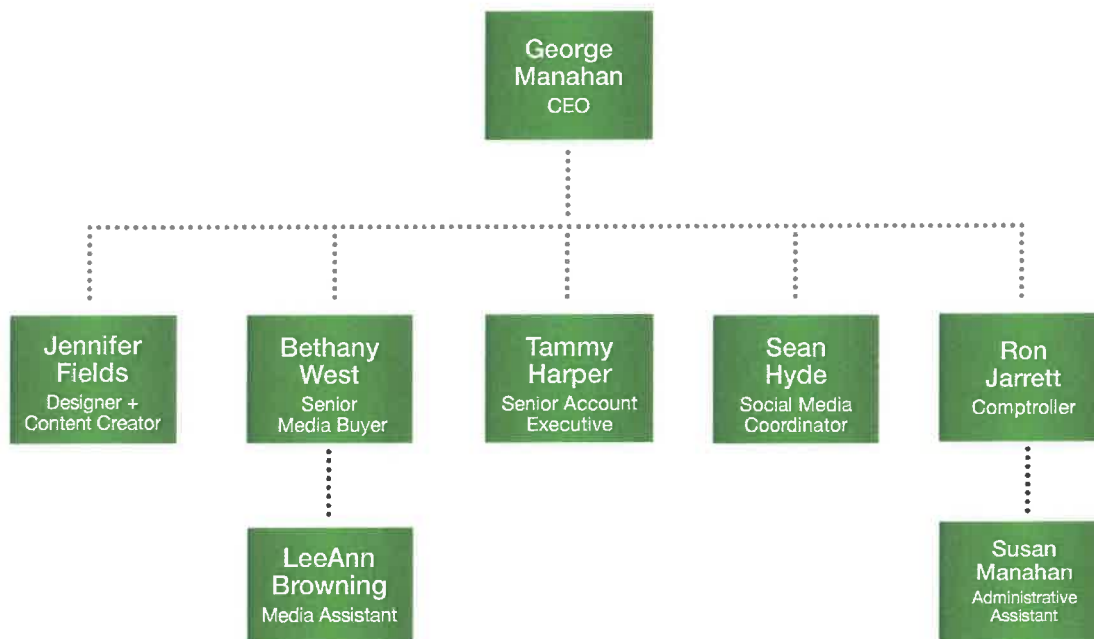 George
Manahan
CEO
Jennifer
Fields
Designer +
Content Creator
Bethany
West
Senior
Media Buyer
Tammy
Harper
Senior Account
Executive
Sean
Hyde
Social Media
Coordinator
Ron
Jarrett
Comptroller
LeeAnn
Browning
Media Assistant
Susan
Manahan
Administrative
Assistant